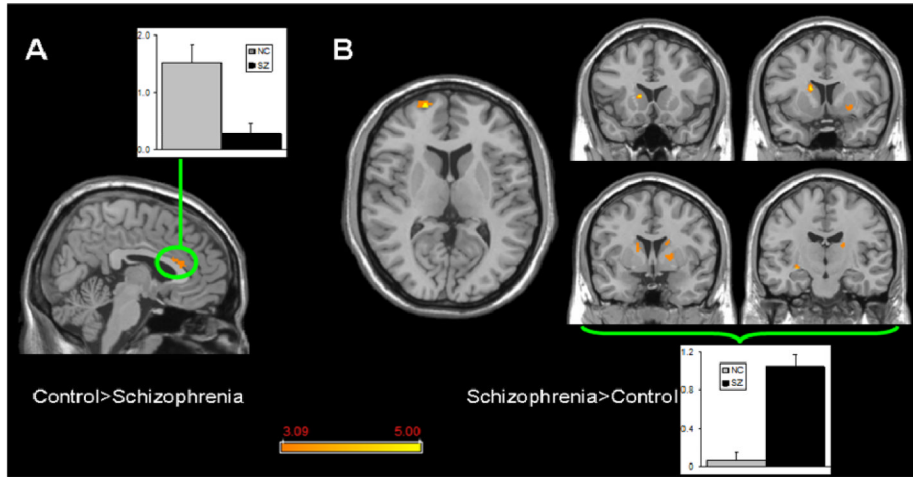 A
2.0
1.0
0.0
NC
SZ
B
Control>Schizophrenia
3.09 5.00
Schizophrenia>Control
1.2
0.8
0.4
0
NC
SZ